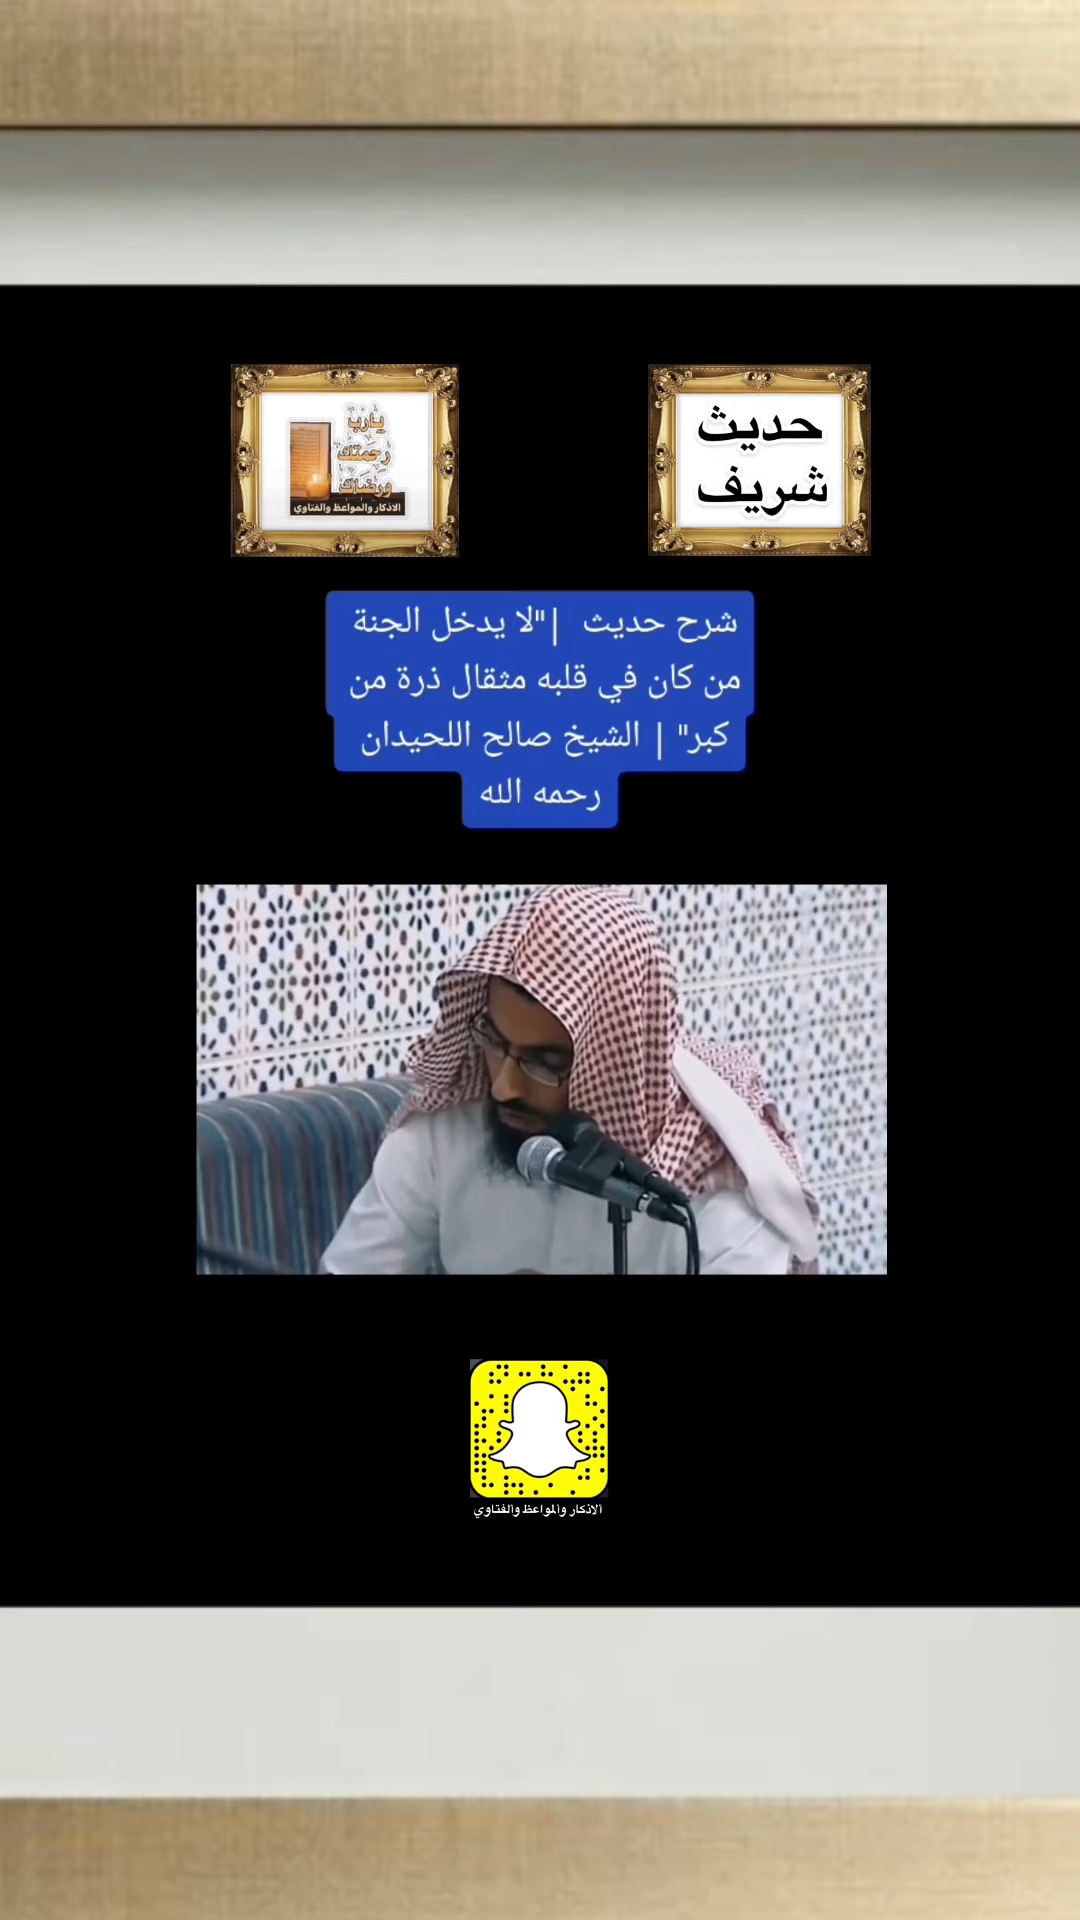 يارب
رحمتك
ورضاك
الاذكار والمواعظ والفتاوي
حديث
شريف
شرح حديث |"لا يدخل الجنة
من كان في قلبه مثقال ذرة من
كبر" | الشيخ صالح اللحيدان
رحمه الله
الاذكار والمواعظ والفتاوي